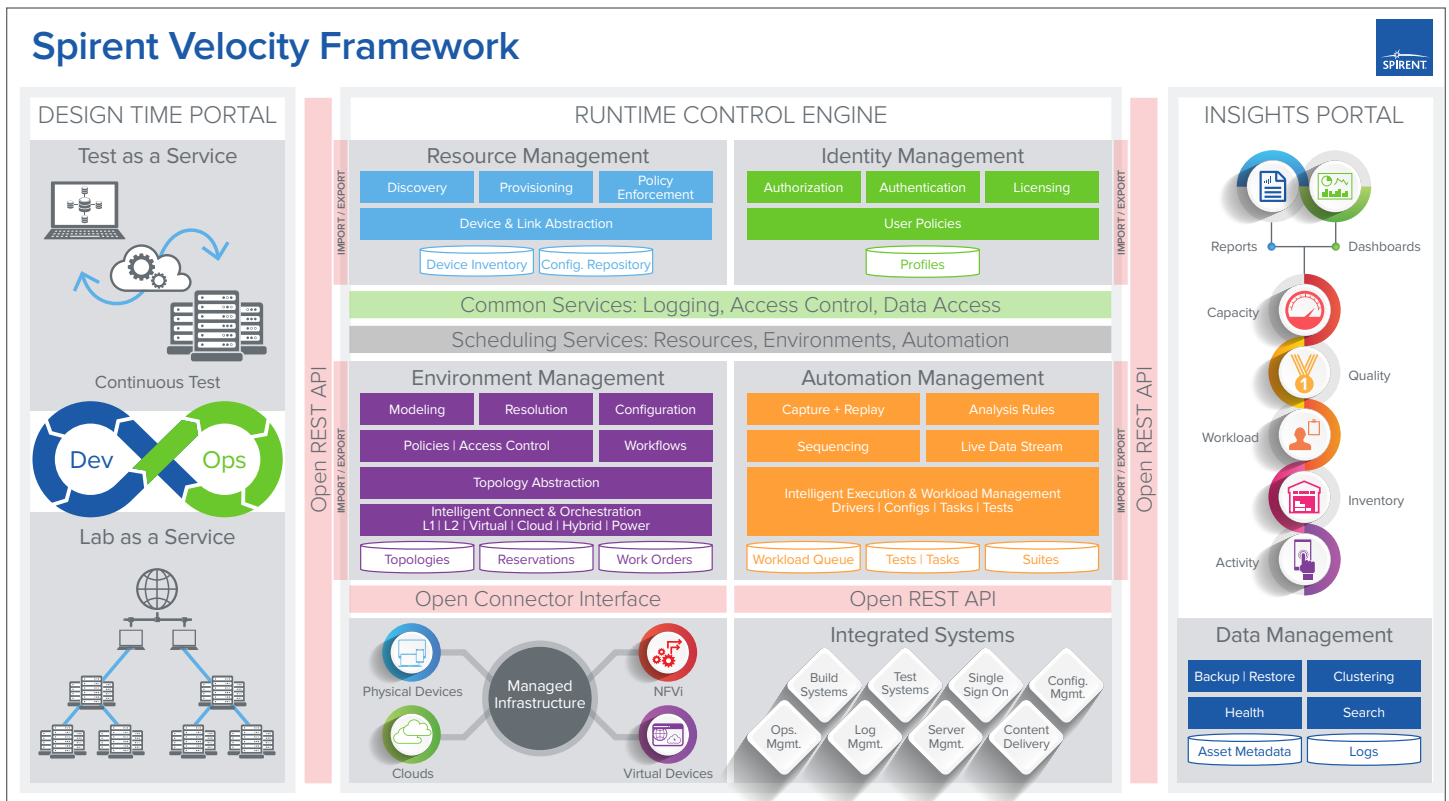 Spirent Velocity Framework
SPIRENT
DESIGN TIME PORTAL
Test as a Service
Continuous Test
Dev
Ops
Lab as a Service
Open REST API
RUNTIME CONTROL ENGINE
IMPORT / EXPORT
Resource Management
Discovery
Provisioning
Policy
Enforcement
Device & Link Abstraction
Device Inventory
Config. Repository
Identity Management
Authorization
Authentication
Licensing
User Policies
Profiles
IMPORT / EXPORT
Common Services: Logging, Access Control, Data Access
Scheduling Services: Resources, Environments, Automation
IMPORT / EXPORT
Environment Management
Modeling
Resolution
Configuration
Policies | Access Control
Workflows
Topology Abstraction
Intelligent Connect & Orchestration
L1 | L2 | Virtual | Cloud | Hybrid | Power
Topologies
Reservations
Work Orders
Automation Management
Capture + Replay
Analysis Rules
Sequencing
Live Data Stream
Intelligent Execution & Workload Management
Drivers | Configs | Tasks | Tests
Workload Queue
Tests | Tasks
Suites
IMPORT / EXPORT
Open Connector Interface
Physical Devices
Managed
Infrastructure
NFVi
Clouds
Virtual Devices
Open REST API
Integrated Systems
Build
Systems
Test
Systems
Single
Sign On
Config.
Mgmt.
Ops.
Mgmt.
Log
Mgmt.
Server
Mgmt.
Content
Delivery
Open REST API
INSIGHTS PORTAL
Reports
Dashboards
Capacity
1
Quality
Workload
Inventory
Activity
Data Management
Backup | Restore
Clustering
Health
Search
Asset Metadata
Logs